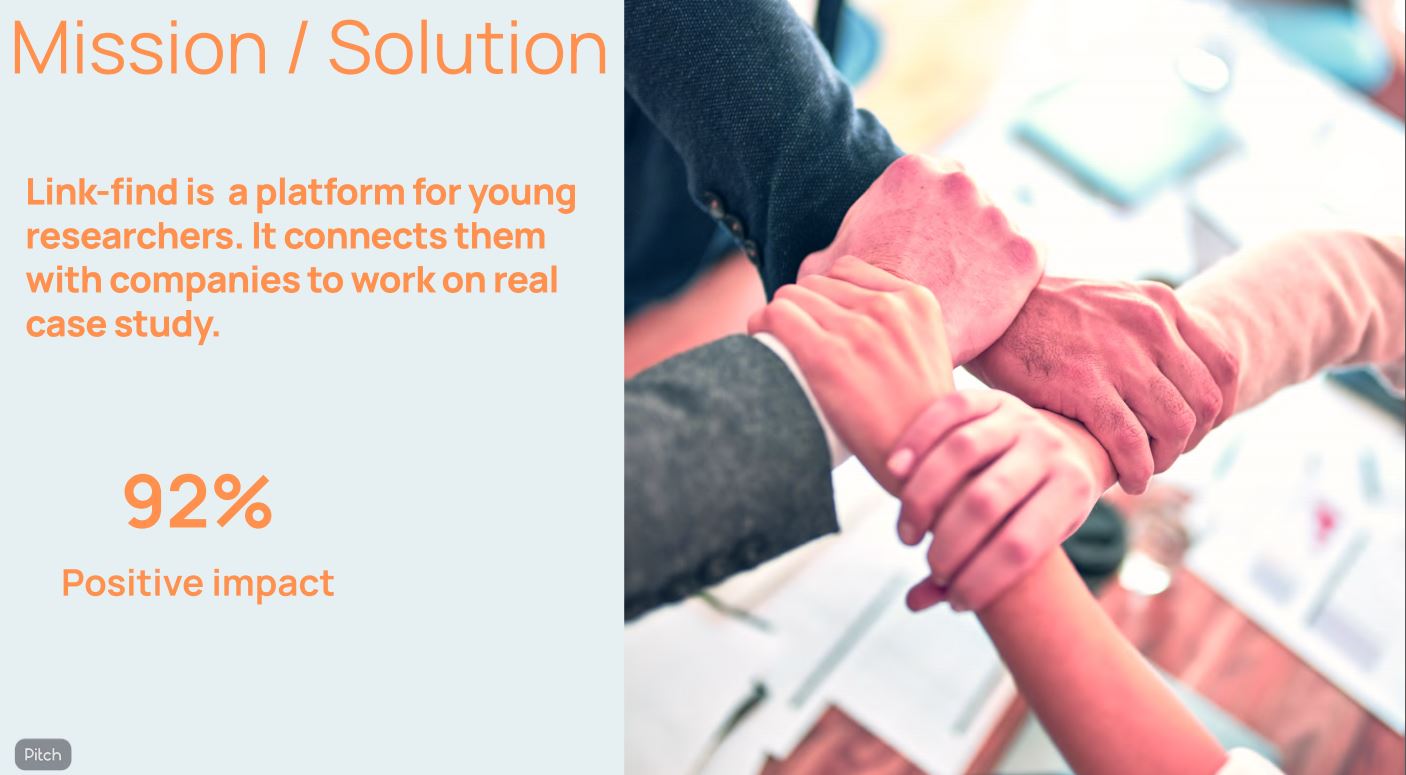 Mission / Solution
Link-find is  a platform for young
researchers. It connects them
with companies to work on real
case study.
92%
Positive impact
Pitch